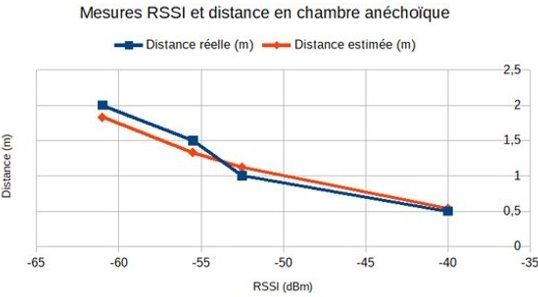 Mesures RSSI et distance en chambre anéchoïque
Distance réelle (m) Distance estimée (m)
2,5
2
1,5
1
0,5
0
Distance (m)
-65 -60 -55 -50 -45 -40 -35
RSSI (dBm)